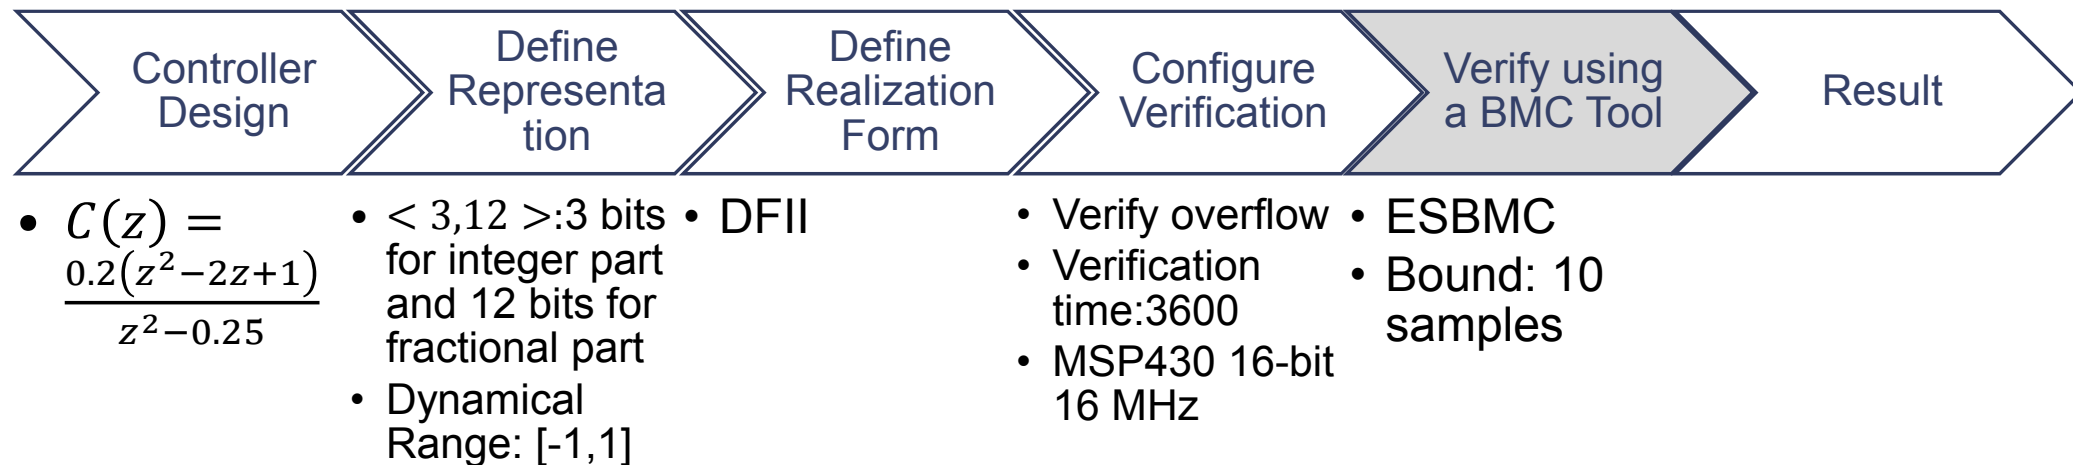 Controller
Design
Define
Representa
tion
Define
Realization
Form
Configure
Verification
Verify using
a BMC Tool
Result
• C(z) =
0.2(z²−2z+1)
z²−0.25
• < 3,12 >:3 bits
for integer part
and 12 bits for
fractional part
• Dynamical
Range: [-1,1]
• DFII
• Verify overflow
• Verification
time:3600
• MSP430 16-bit
16 MHz
• ESBMC
• Bound: 10
samples